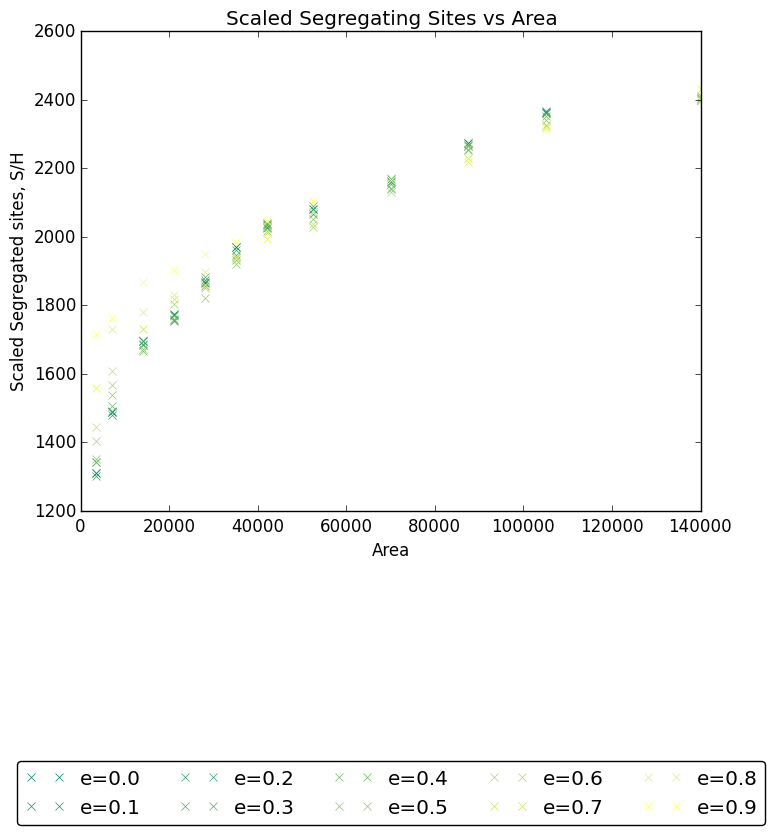 Scaled Segregating Sites vs Area
2600
2400
2200
2000
1800
1600
1400
1200
Scaled Segregated sites, S/H
0 20000 40000 60000 80000 100000 120000 140000
Area
e=0.0 e=0.2 e=0.4 e=0.6 e=0.8
e=0.1 e=0.3 e=0.5 e=0.7 e=0.9